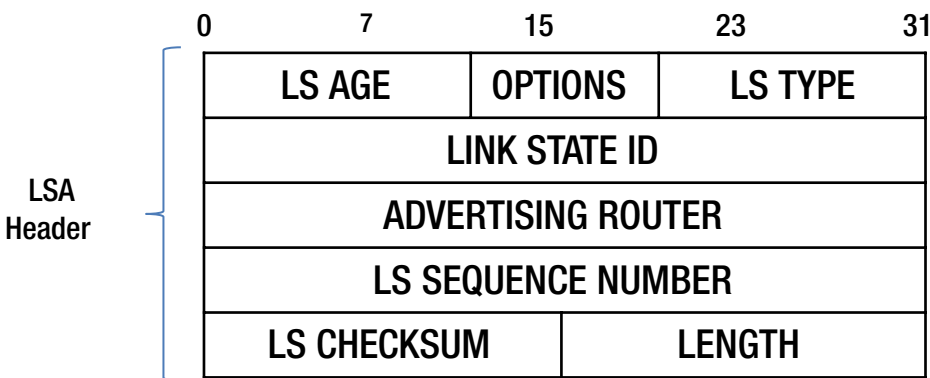 0 7 15 23 31
LS AGE OPTIONS LS TYPE
LINK STATE ID
LSA
Header
ADVERTISING ROUTER
LS SEQUENCE NUMBER
LS CHECKSUM LENGTH